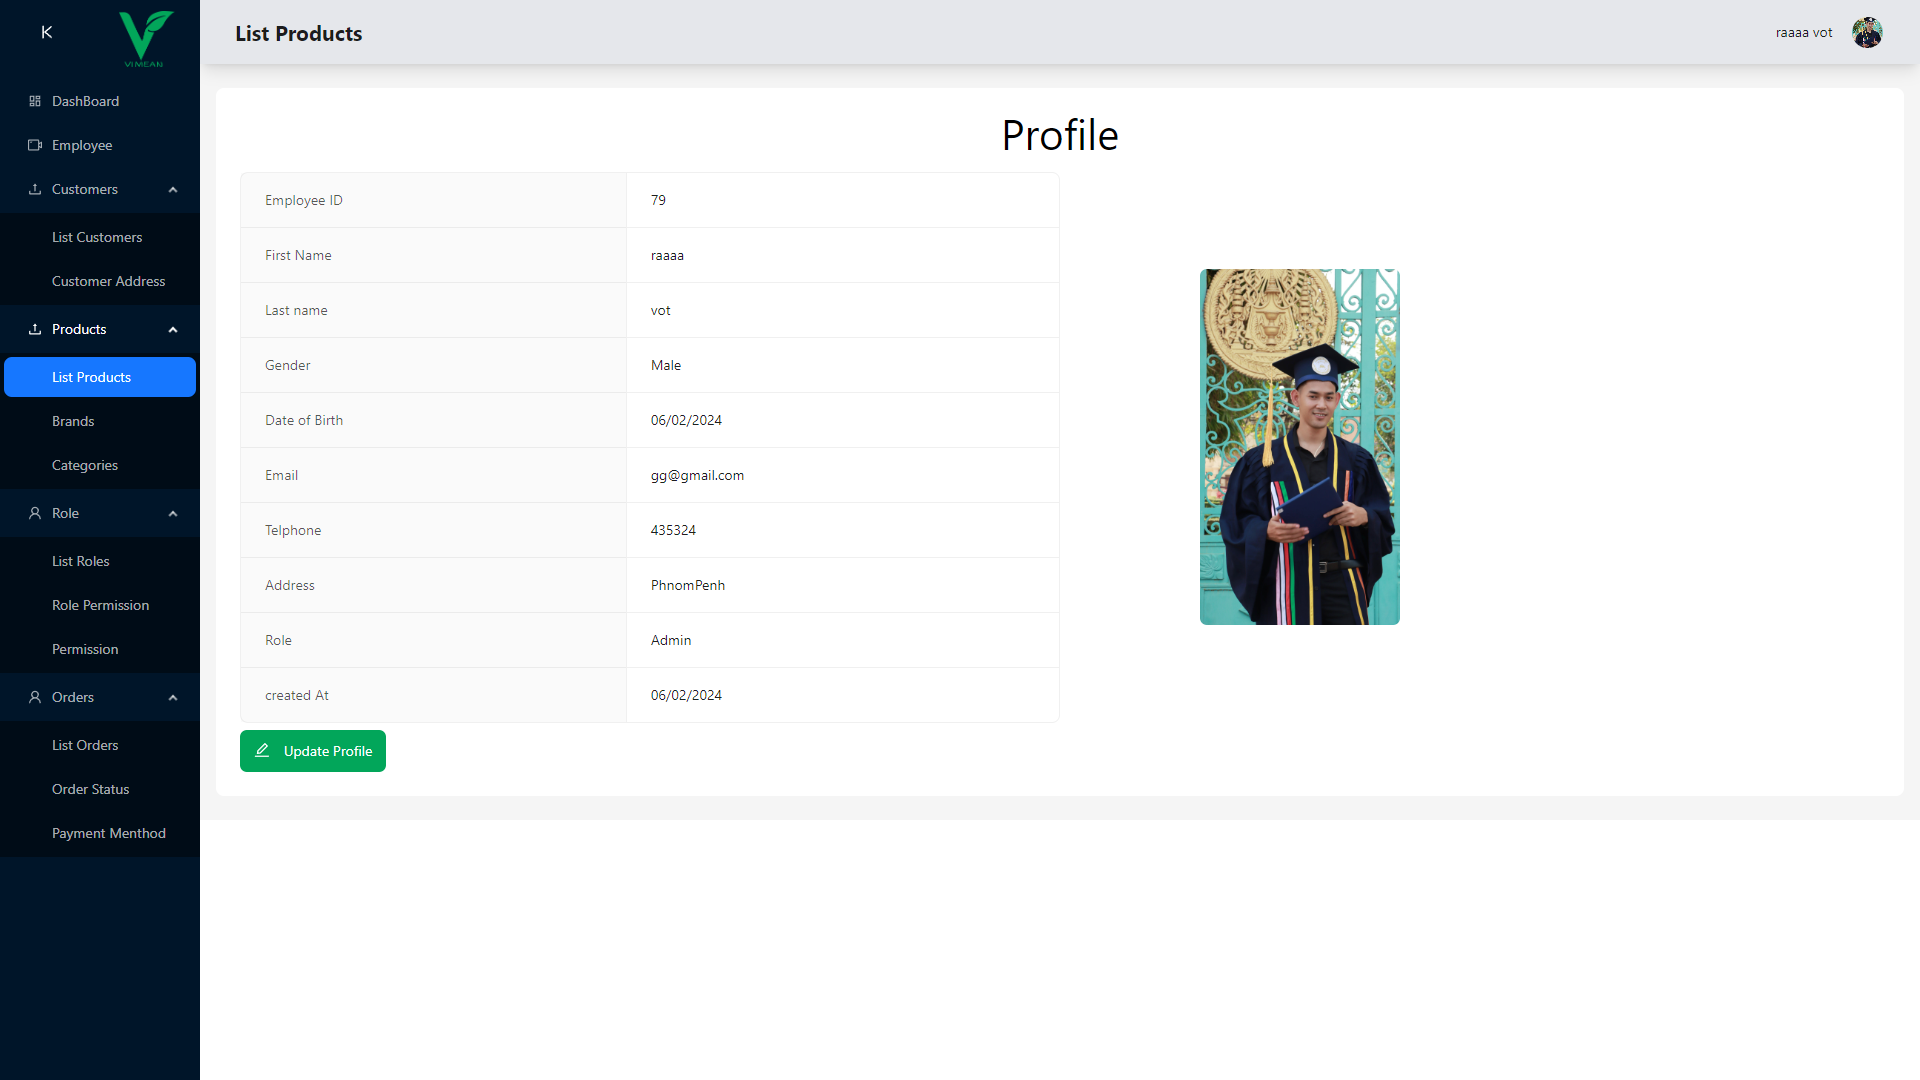 VIMEAN
List Products
raaaa vot
DashBoard
Employee
Customers
List Customers
Customer Address
Products
List Products
Brands
Categories
Role
List Roles
Role Permission
Permission
Orders
List Orders
Order Status
Payment Menthod
Profile
Employee ID 79
First Name raaaa
Last name vot
Gender Male
Date of Birth 06/02/2024
Email gg@gmail.com
Telphone 435324
Address PhnomPenh
Role Admin
created At 06/02/2024
Update Profile